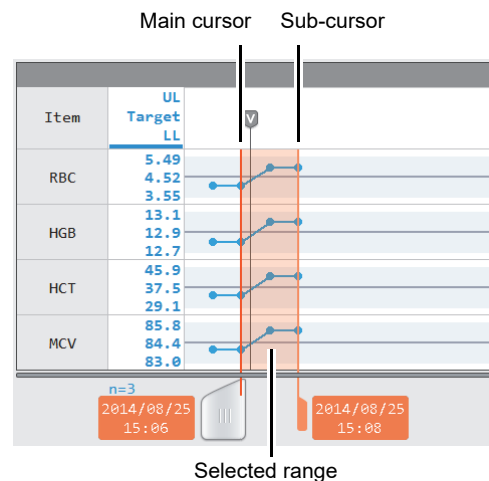 Main cursor Sub-cursor
Item
UL
Target
LL
V
RBC
5.49
4.52
3.55
HGB
13.1
12.9
12.7
HCT
45.9
37.5
29.1
MCV
85.8
84.4
83.0
n=3
2014/08/25
15:06
2014/08/25
15:08
Selected range